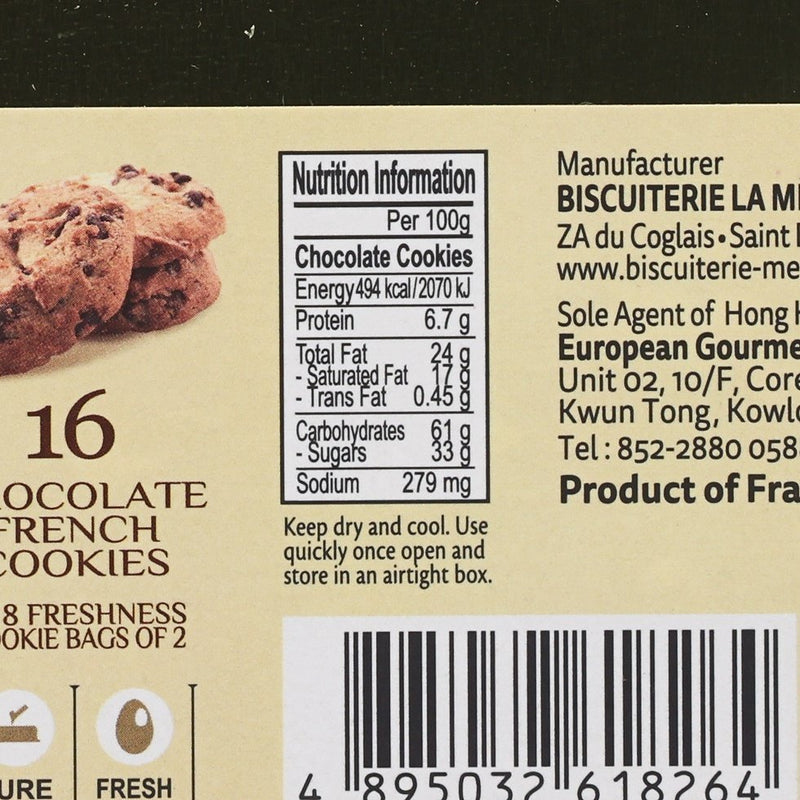 16
FRENCH
COOKIES
8 FRESHNESS
BAGS OF 2
FRESH
Nutrition Information
Per 100g
Chocolate Cookies
Energy 494 kcal/2070 kJ
Protein 6.7 g
Total Fat 24 g
- Saturated Fat 17 g
- Trans Fat 0.45 g
Carbohydrates 61 g
- Sugars 33 g
Sodium 279 mg
Keep dry and cool. Use
quickly once open and
store in an airtight box.
4 895032 618264
Manufacturer
BISCUITERIE LA
ZA du Coglais • Saint
www.biscuiterie-me
Sole Agent of Hong
European Gourme
Unit 02, 10/F, Core
Kwun Tong, Kowlo
Tel : 852-2880 058
Product of Fra